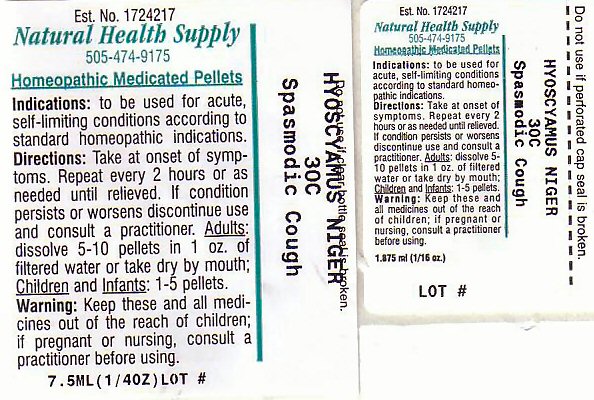 Est. No. 1724217
Natural Health Supply
505-474-9175
Homeopathic Medicated Pellets
Indications: to be used for acute,
self-limiting conditions according to
standard homeopathic indications.
Directions: Take at onset of symp-
toms. Repeat every 2 hours or as
needed until relieved. If condition
persists or worsens discontinue use
and consult a practitioner. Adults:
dissolve 5-10 pellets in 1 oz. of
filtered water or take dry by mouth;
Children and Infants: 1-5 pellets.
Warning: Keep these and all medi-
cines out of the reach of children;
if pregnant or nursing, consult a
practitioner before using.
7.5ML(1/4OZ)LOT #
Do not use if clear bottle seal is broken.
HYOSCYAMUS NIGER
30C
Spasmodic Cough
Est. No. 1724217
Natural Health Supply
505-474-9175
Homeopathic Medicated Pellets
Indications: to be used for
acute, self-limiting conditions
according to standard homeo-
pathic indications.
Directions: Take at onset of
symptoms. Repeat every 2
hours or as needed until relieved.
If condition persists or worsens
discontinue use and consult a
practitioner. Adults: dissolve 5-
10 pellets in 1 oz. of filtered
water or take dry by mouth;
Children and Infants: 1-5 pellets.
Warning: Keep these and
all medicines out of the reach
of children; if pregnant or
nursing, consult a practitioner
before using.
1.875 ml (1/16 oz.)
LOT #
HYOSCYAMUS NIGER
30C
Spasmodic Cough
Do not use if perforated cap seal is broken.